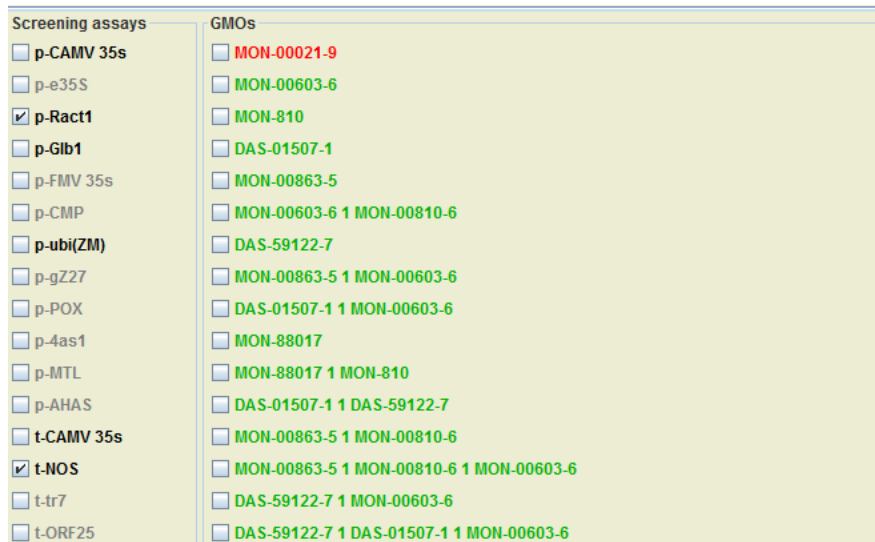 Screening assays
GMOs
p-CAMV 35s
MON-00021-9
p-e35S
MON-00603-6
p-Ract1
MON-810
p-Glb1
DAS-01507-1
p-FMV 35s
MON-00863-5
p-CMP
MON-00603-6 1 MON-00810-6
p-ubi(ZM)
DAS-59122-7
p-gZ27
MON-00863-5 1 MON-00603-6
p-POX
DAS-01507-1 1 MON-00603-6
p-4as1
MON-88017
p-MTL
MON-88017 1 MON-810
p-AHAS
DAS-01507-1 1 DAS-59122-7
t-CAMV 35s
MON-00863-5 1 MON-00810-6
t-NOS
MON-00863-5 1 MON-00810-6 1 MON-00603-6
t-tr7
DAS-59122-7 1 MON-00603-6
t-ORF25
DAS-59122-7 1 DAS-01507-1 1 MON-00603-6